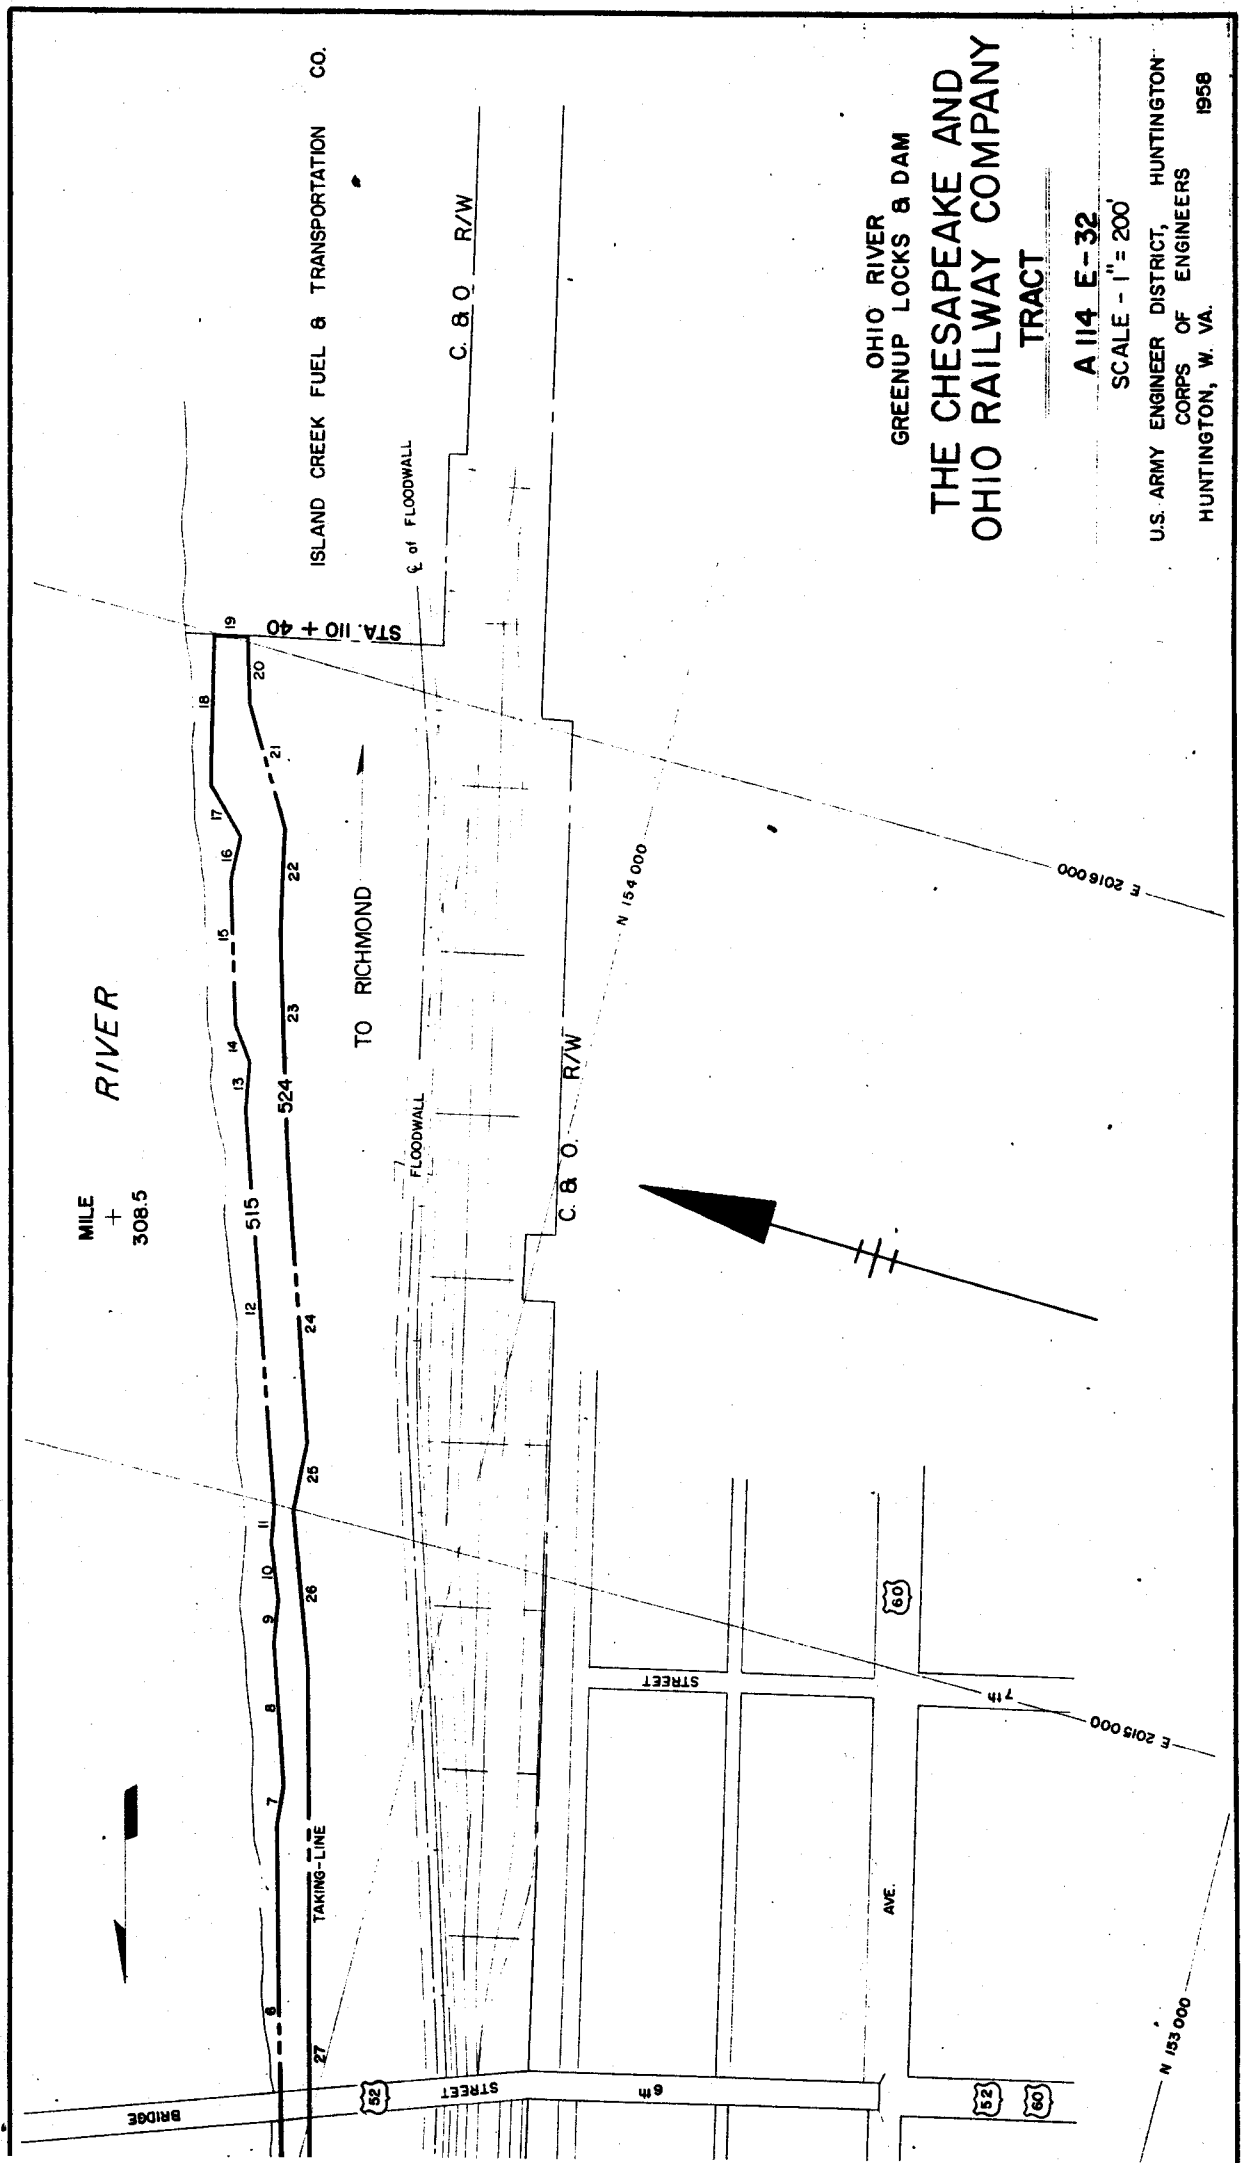 MILE
+
308.5
RIVER
ISLAND CREEK FUEL & TRANSPORTATION CO.
18
19
20
17
16
15
14
13
515
12
11
10
9
8
7
6
21
22
23
524
24
25
26
27
STA. 110 + 40
TO RICHMOND
TAKING-LINE
℄ of FLOODWALL
FLOODWALL
C. & O. R/W
C. & O. R/W
N 154 000
E 2016 000
E 2015 000
N 153 000
BRIDGE
52
STREET
6th
STREET
7th
60
AVE.
52
60
OHIO RIVER
GREENUP LOCKS & DAM
THE CHESAPEAKE AND
OHIO RAILWAY COMPANY
TRACT
A 114 E-32
SCALE - 1" = 200'
U.S. ARMY ENGINEER DISTRICT, HUNTINGTON
CORPS OF ENGINEERS
HUNTINGTON, W. VA. 1958